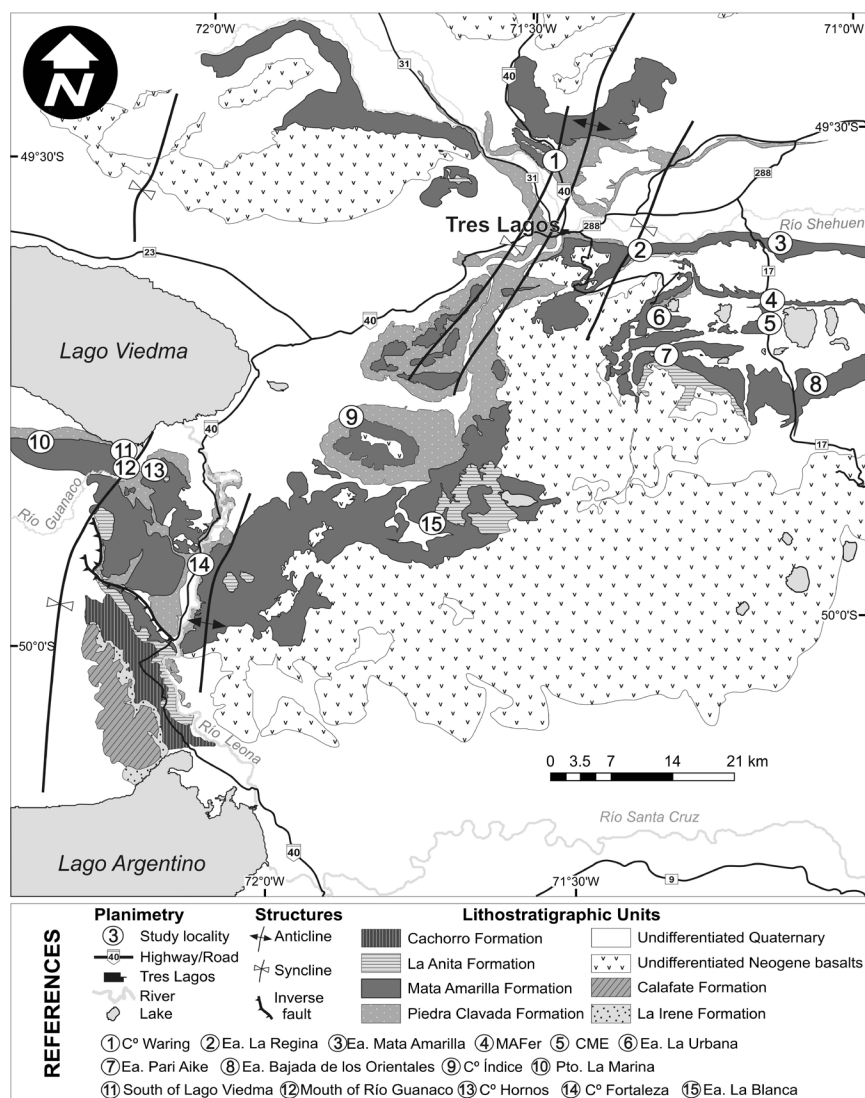 72°0'W 71°30'W 71°0'W
N
31
40
49°30'S
49°30'S
1
31
40
288
288
Tres Lagos
Río Shehuen
2
3
23
17
40
4
6
5
Lago Viedma
7
8
9
40
10
11
17
12
13
Río Guanaco
15
14
50°0'S
50°0'S
Río Leona
0 3.5 7 14 21 km
Río Santa Cruz
Lago Argentino
40
9
72°0'W 71°30'W
REFERENCES
Planimetry
3 Study locality
40 Highway/Road
Tres Lagos
River
Lake
Structures
Anticline
Syncline
Inverse
fault
Lithostratigraphic Units
Cachorro Formation
La Anita Formation
Mata Amarilla Formation
Piedra Clavada Formation
Undifferentiated Quaternary
Undifferentiated Neogene basalts
Calafate Formation
La Irene Formation
1 Cº Waring 2 Ea. La Regina 3 Ea. Mata Amarilla 4 MAFer 5 CME 6 Ea. La Urbana
7 Ea. Pari Aike 8 Ea. Bajada de los Orientales 9 Cº Índice 10 Pto. La Marina
11 South of Lago Viedma 12 Mouth of Río Guanaco 13 Cº Hornos 14 Cº Fortaleza 15 Ea. La Blanca